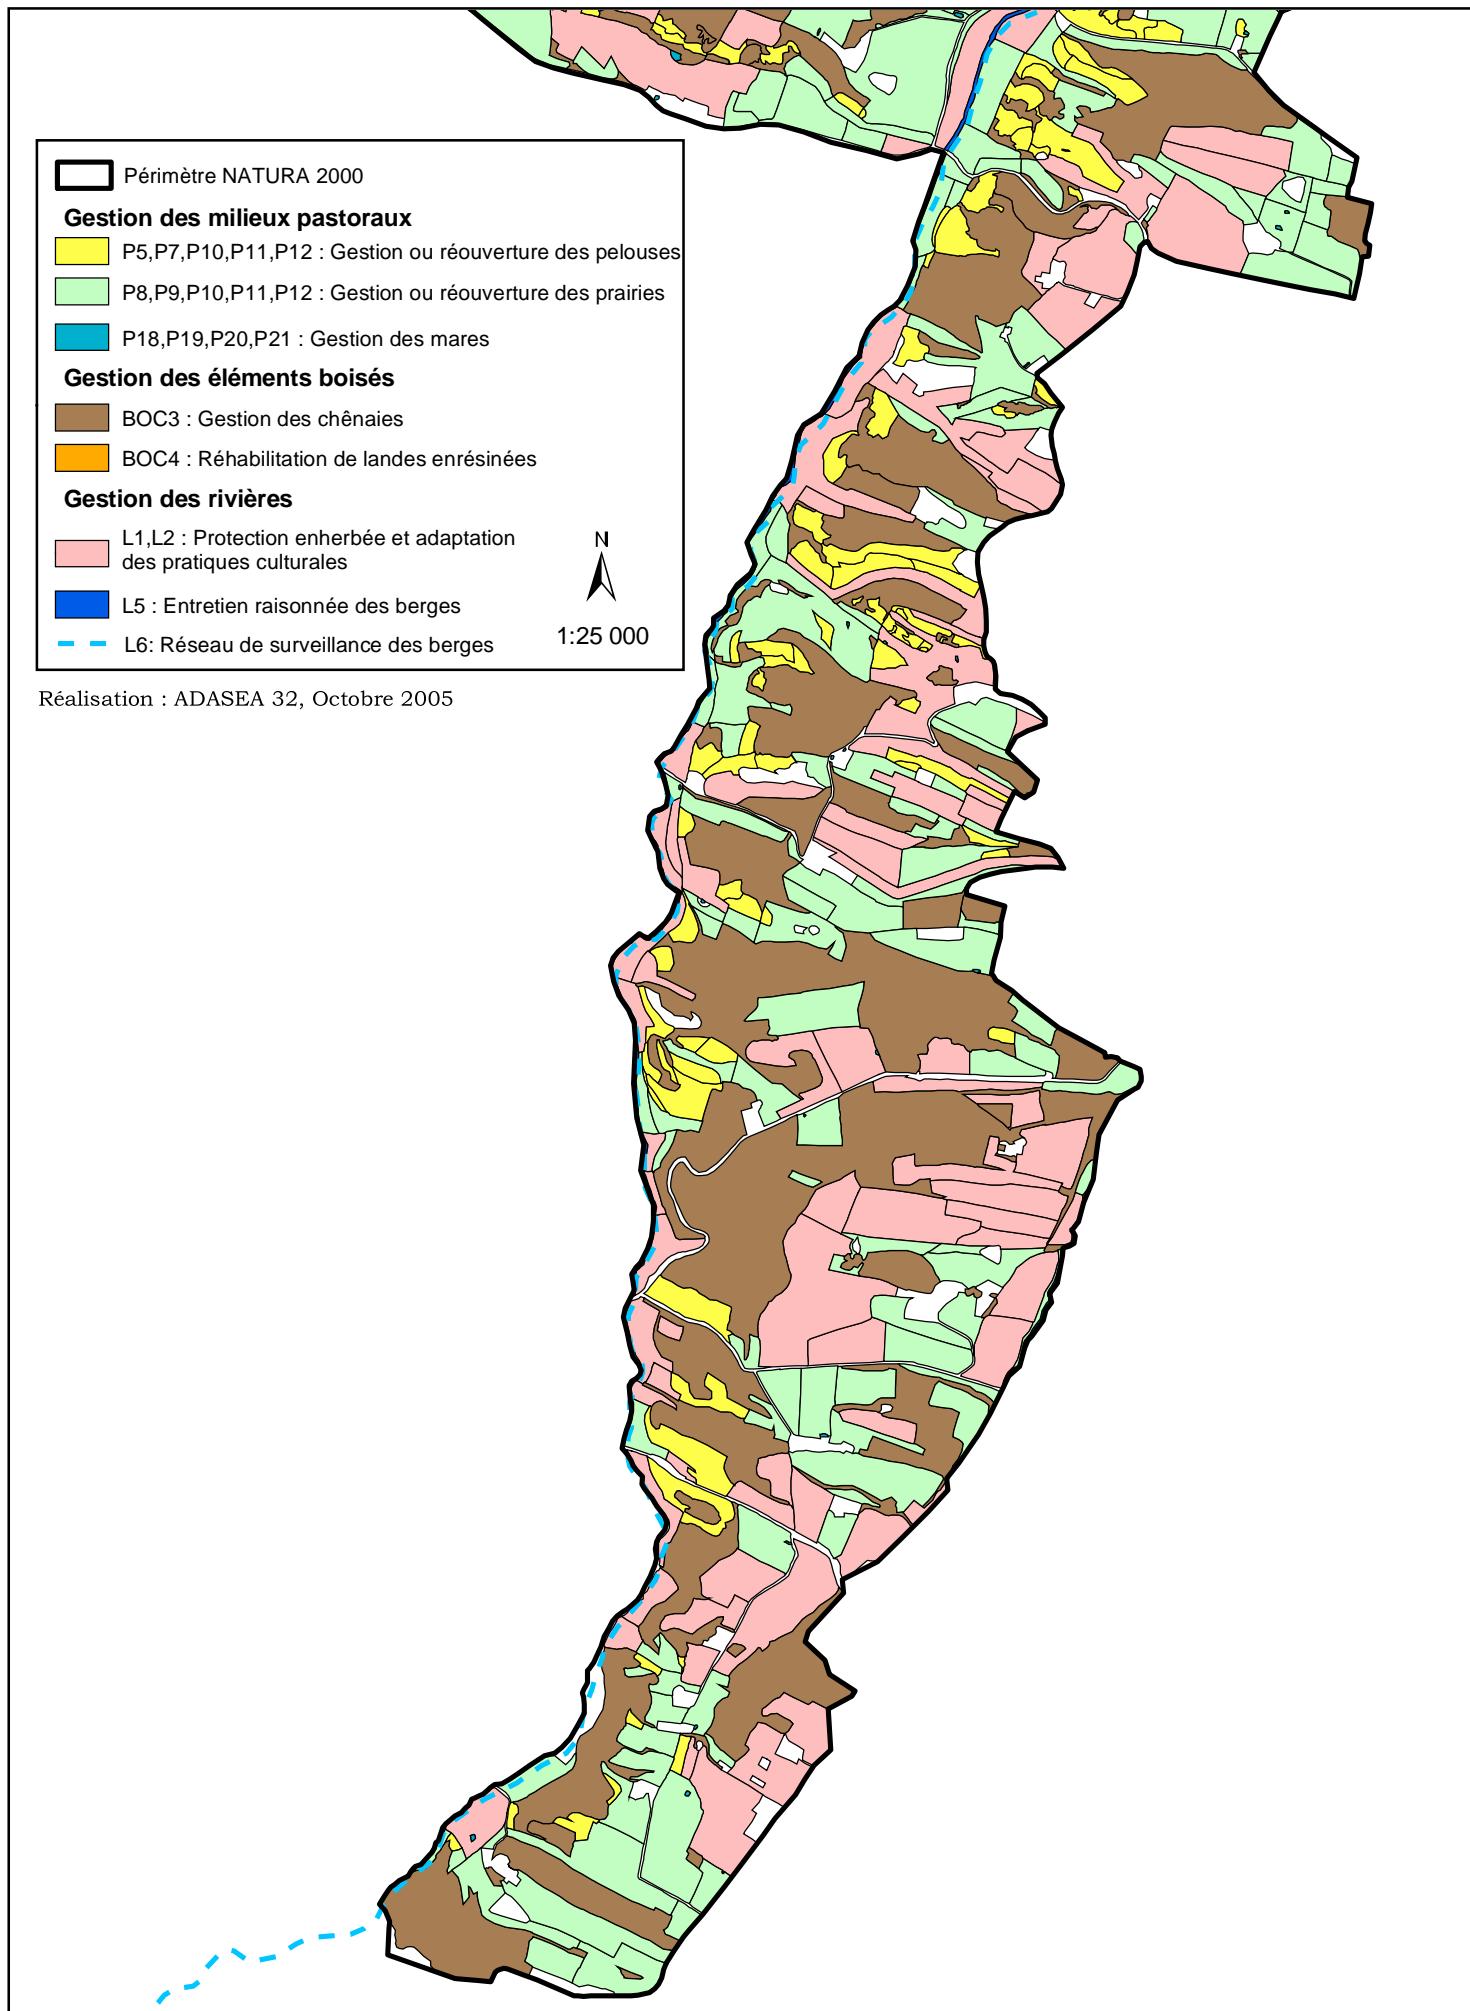 Périmètre NATURA 2000
Gestion des milieux pastoraux
P5,P7,P10,P11,P12 : Gestion ou réouverture des pelouses
P8,P9,P10,P11,P12 : Gestion ou réouverture des prairies
P18,P19,P20,P21 : Gestion des mares
Gestion des éléments boisés
BOC3 : Gestion des chênaies
BOC4 : Réhabilitation de landes enrésinées
Gestion des rivières
L1,L2 : Protection enherbée et adaptation
des pratiques culturales
L5 : Entretien raisonnée des berges
L6: Réseau de surveillance des berges
N
1:25 000
Réalisation : ADASEA 32, Octobre 2005